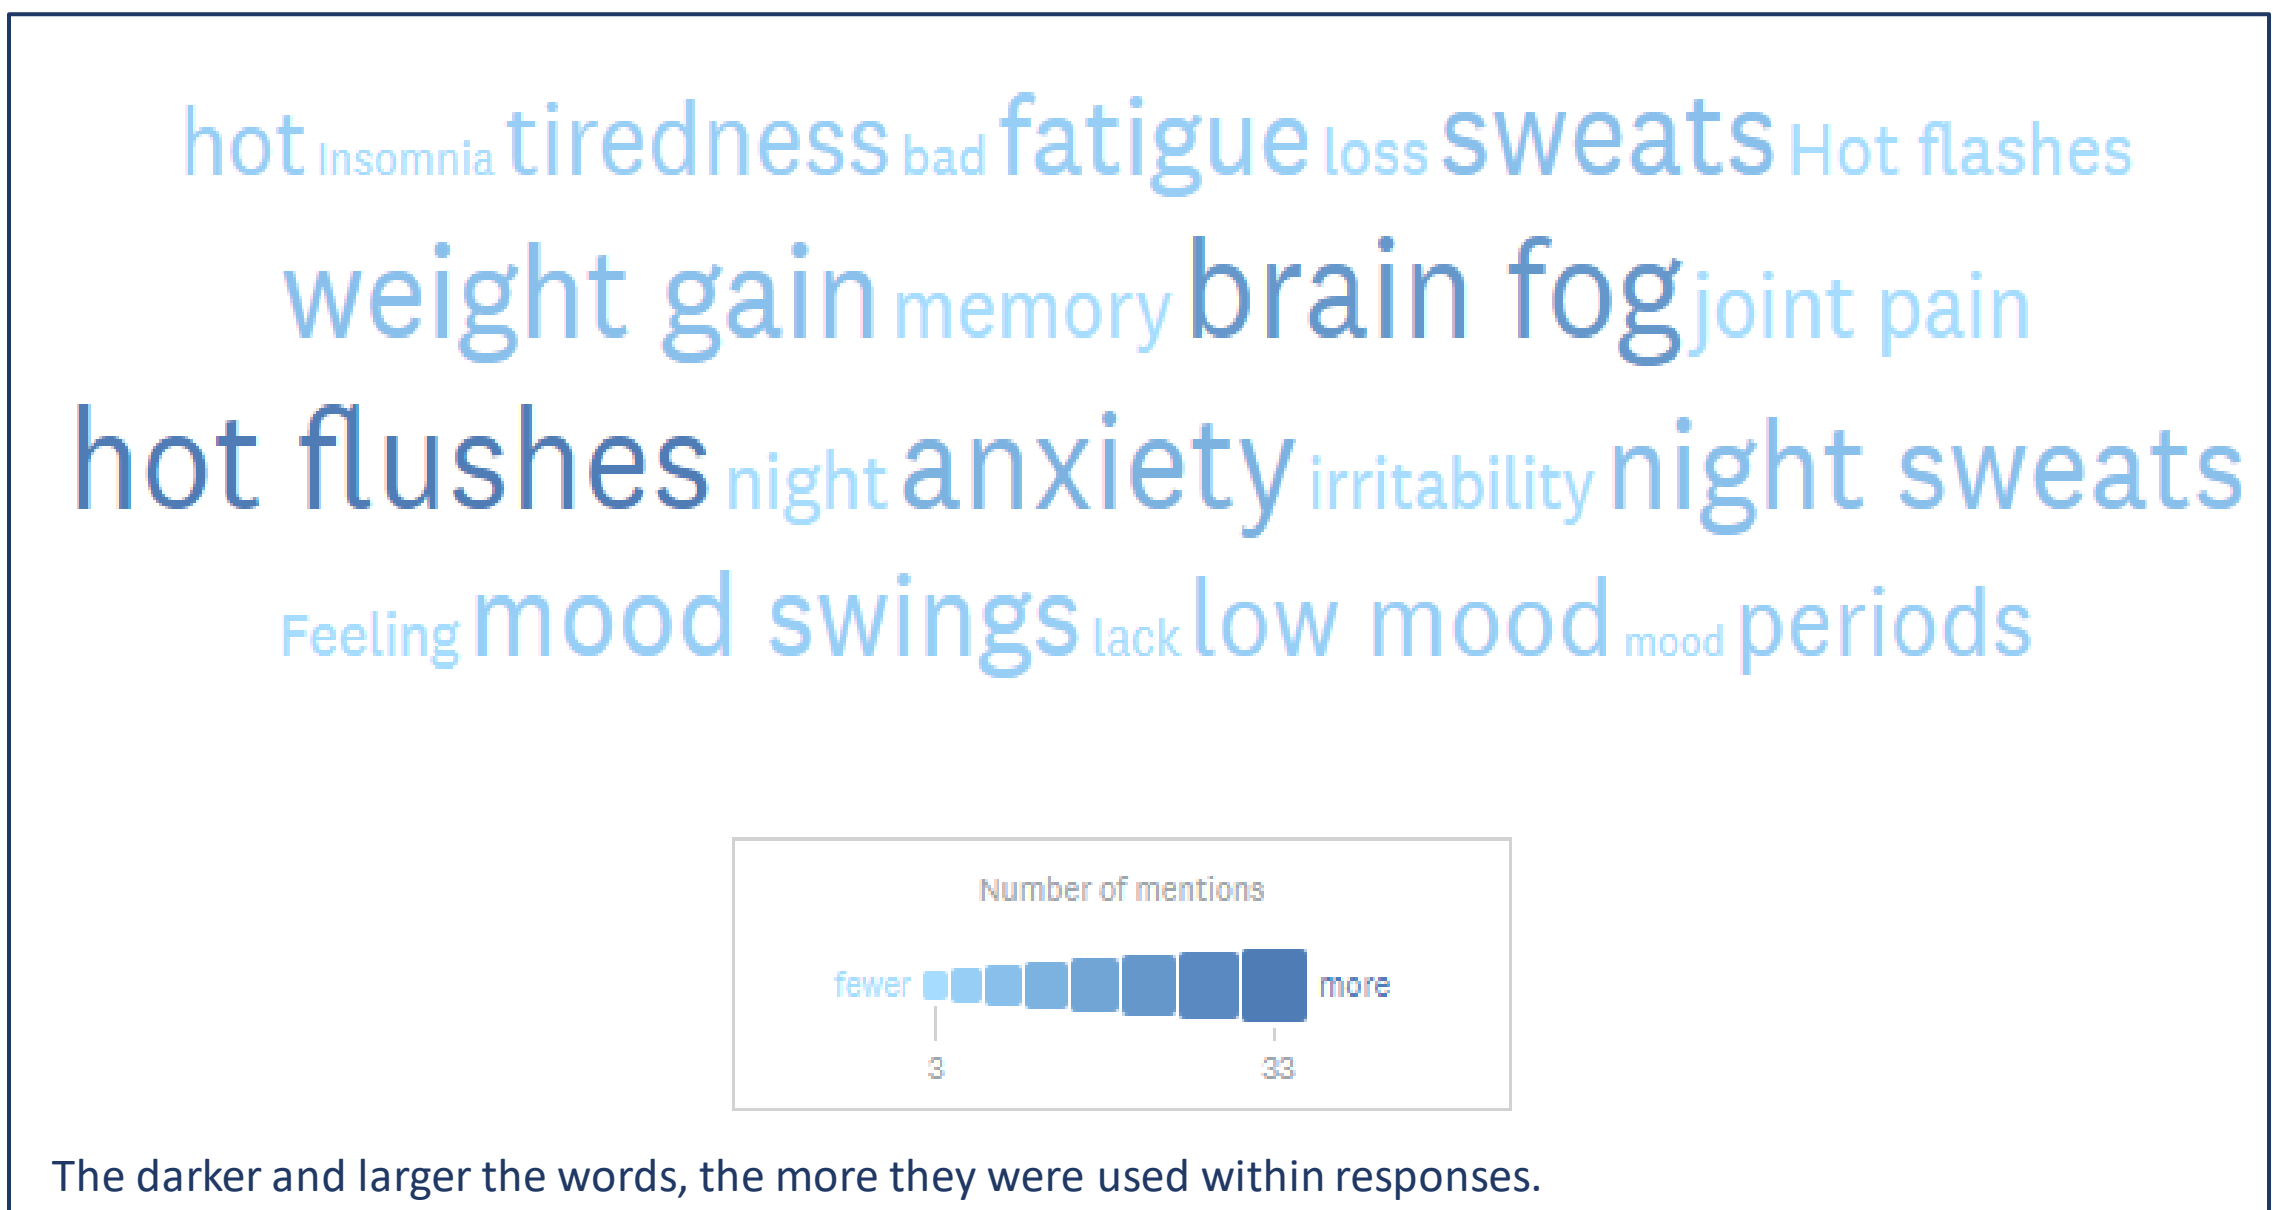 hot Insomnia tiredness bad fatigue loss sweats Hot flashes
weight gain memory brain fog joint pain
hot flushes night anxiety irritability night sweats
Feeling mood swings lack low mood mood periods
Number of mentions
fewer more
3 33
The darker and larger the words, the more they were used within responses.